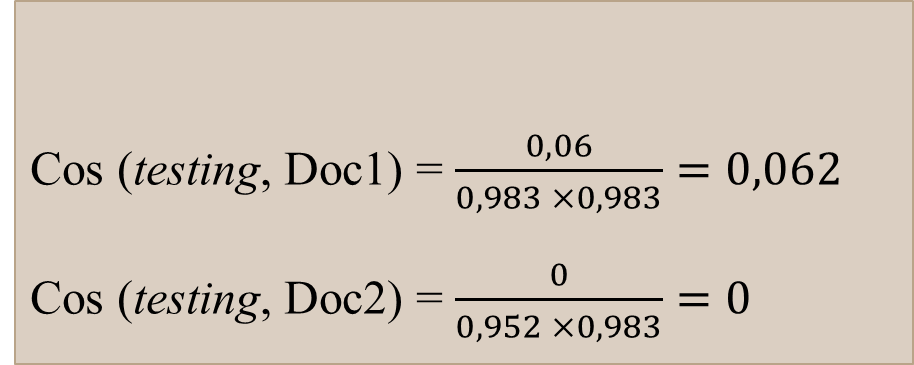 Cos (testing, Doc1) = 0,06 / 0,983 ×0,983 = 0,062
Cos (testing, Doc2) = 0 / 0,952 ×0,983 = 0